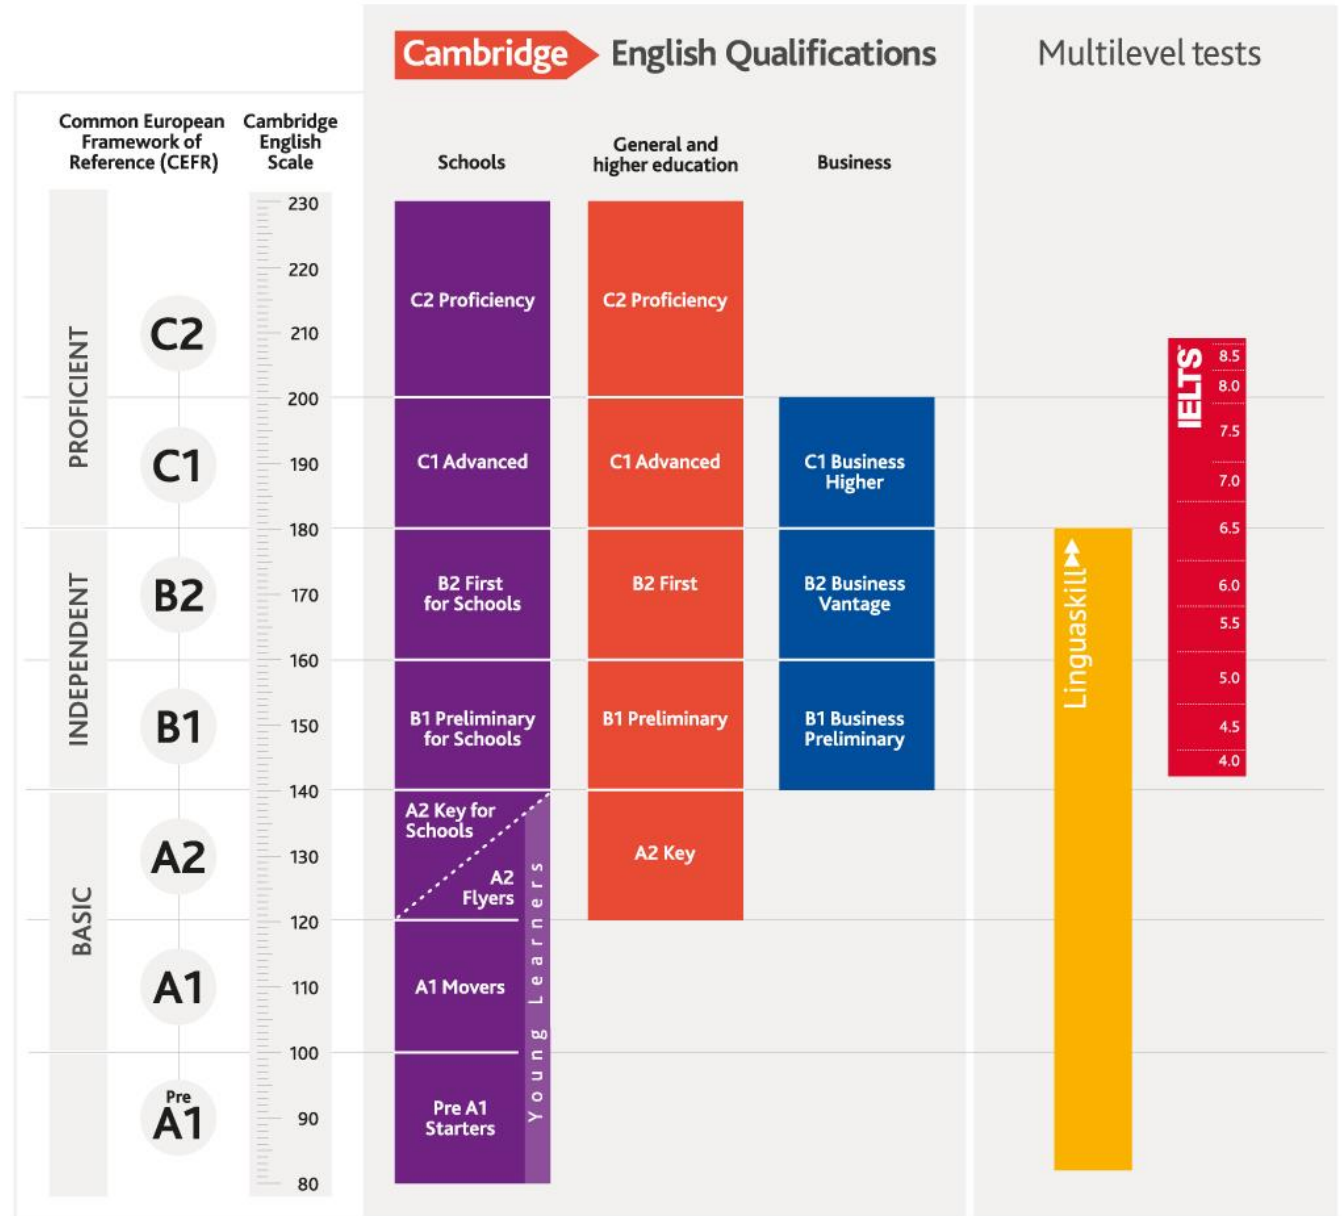 Cambridge English Qualifications
Multilevel tests
Common European
Framework of
Reference (CEFR)
Cambridge
English
Scale
Schools
General and
higher education
Business
PROFICIENT
INDEPENDENT
BASIC
C2
C1
B2
B1
A2
A1
Pre
A1
230
220
210
200
190
180
170
160
150
140
130
120
110
100
90
80
C2 Proficiency
C1 Advanced
B2 First
for Schools
B1 Preliminary
for Schools
A2 Key for
Schools
A2
Flyers
A1 Movers
Pre A1
Starters
Young Learners
C2 Proficiency
C1 Advanced
B2 First
B1 Preliminary
A2 Key
C1 Business
Higher
B2 Business
Vantage
B1 Business
Preliminary
Linguaskill
IELTS
8.5
8.0
7.5
7.0
6.5
6.0
5.5
5.0
4.5
4.0